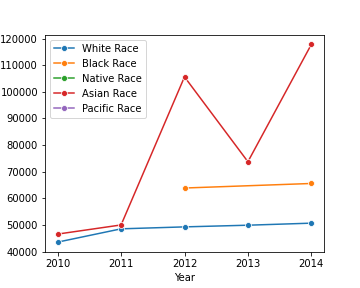 White Race
Black Race
Native Race
Asian Race
Pacific Race
120000
110000
100000
90000
80000
70000
60000
50000
40000
2010 2011 2012 2013 2014
Year